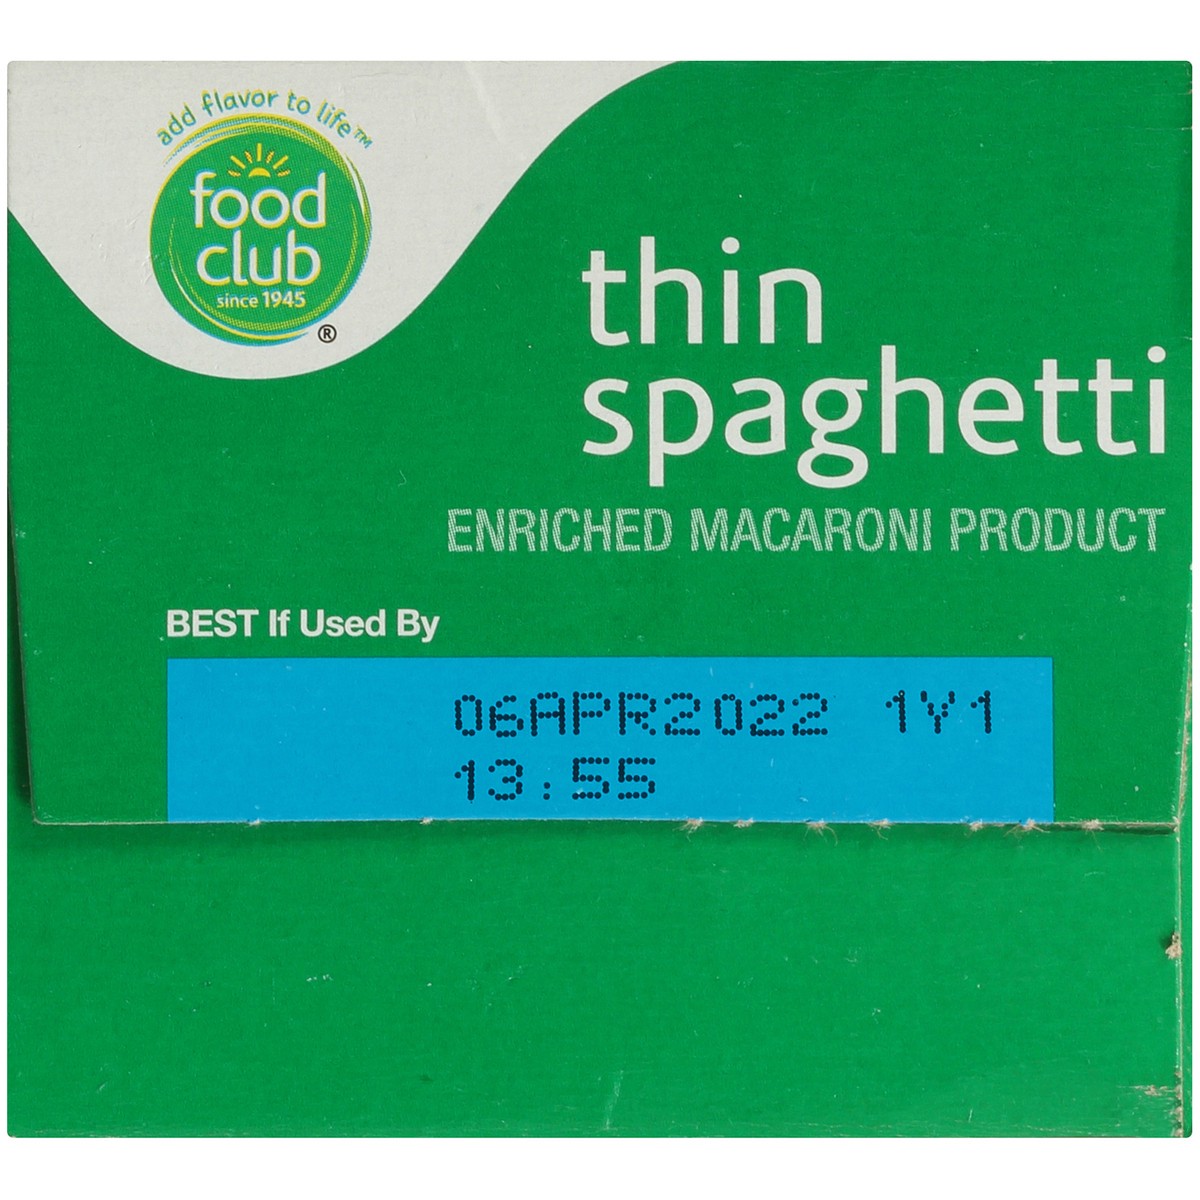 add flavor to life™
food
club
since 1945
®
thin
spaghetti
ENRICHED MACARONI PRODUCT
BEST If Used By
06APR2022 1Y1
13:55